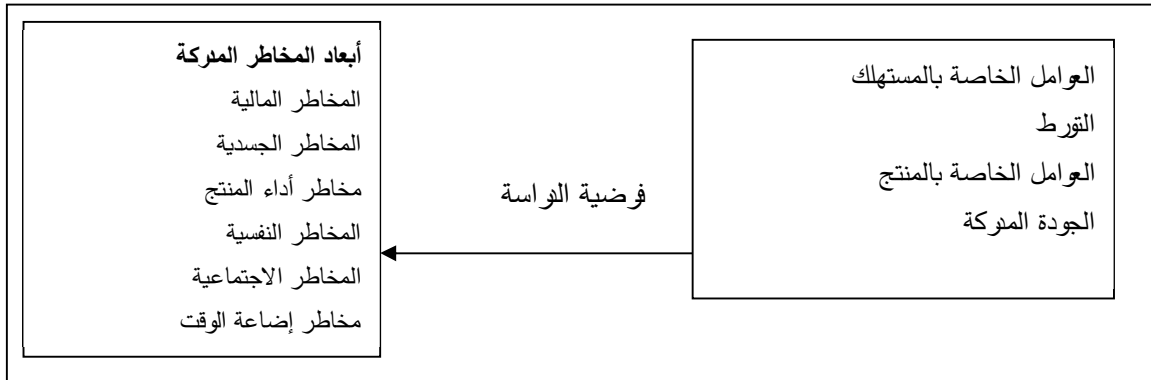 العوامل الخاصة بالمستهلك
التورط
العوامل الخاصة بالمنتج
الجودة المدركة
فرضية الدراسة
أبعاد المخاطر المدركة
المخاطر المالية
المخاطر الجسدية
مخاطر أداء المنتج
المخاطر النفسية
المخاطر الاجتماعية
مخاطر إضاعة الوقت